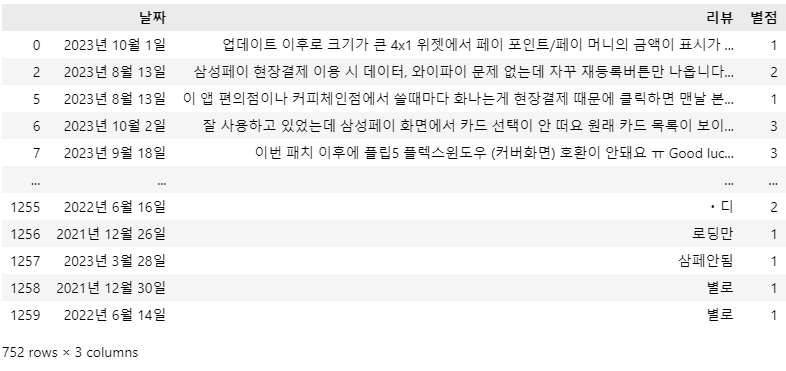 날짜 리뷰 별점
0 2023년 10월 1일 업데이트 이후로 크기가 큰 4x1 위젯에서 페이 포인트/페이 머니의 금액이 표시가 ... 1
2 2023년 8월 13일 삼성페이 현장결제 이용 시 데이터, 와이파이 문제 없는데 자꾸 재등록버튼만 나옵니다... 2
5 2023년 8월 13일 이 앱 편의점이나 커피체인점에서 쓸때마다 화나는게 현장결제 때문에 클릭하면 맨날 본... 1
6 2023년 10월 2일 잘 사용하고 있었는데 삼성페이 화면에서 카드 선택이 안 떠요 원래 카드 목록이 보이... 3
7 2023년 9월 18일 이번 패치 이후에 플립5 플렉스윈도우 (커버화면) 호환이 안돼요 ㅠ Good luc... 3
... ... ... ...
1255 2022년 6월 16일 ㆍ디 2
1256 2021년 12월 26일 로딩만 1
1257 2023년 3월 28일 삼페안됨 1
1258 2021년 12월 30일 별로 1
1259 2022년 6월 14일 별로 1
752 rows × 3 columns